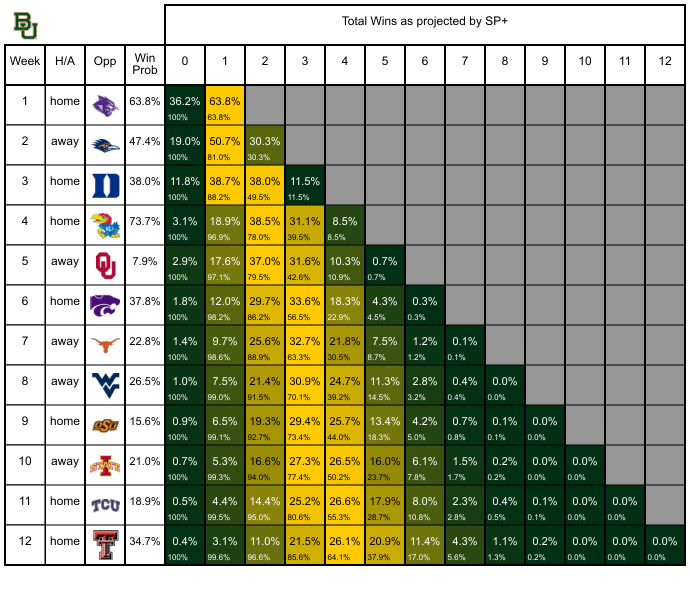 BU
Total Wins as projected by SP+
Week H/A Opp Win Prob 0 1 2 3 4 5 6 7 8 9 10 11 12
1 home 63.8% 36.2% 63.8%
100% 63.8%
2 away 47.4% 19.0% 50.7% 30.3%
100% 81.0% 30.3%
3 home D 38.0% 11.8% 38.7% 38.0% 11.5%
100% 88.2% 49.5% 11.5%
4 home KU 73.7% 3.1% 18.9% 38.5% 31.1% 8.5%
100% 96.9% 78.0% 39.5% 8.5%
5 away OU 7.9% 2.9% 17.6% 37.0% 31.6% 10.3% 0.7%
100% 97.1% 79.5% 42.6% 10.9% 0.7%
6 home 37.8% 1.8% 12.0% 29.7% 33.6% 18.3% 4.3% 0.3%
100% 98.2% 86.2% 56.5% 22.9% 4.5% 0.3%
7 away 22.8% 1.4% 9.7% 25.6% 32.7% 21.8% 7.5% 1.2% 0.1%
100% 98.6% 88.9% 63.3% 30.5% 8.7% 1.2% 0.1%
8 away WV 26.5% 1.0% 7.5% 21.4% 30.9% 24.7% 11.3% 2.8% 0.4% 0.0%
100% 99.0% 91.5% 70.1% 39.2% 14.5% 3.2% 0.4% 0.0%
9 home OSU 15.6% 0.9% 6.5% 19.3% 29.4% 25.7% 13.4% 4.2% 0.7% 0.1% 0.0%
100% 99.1% 92.7% 73.4% 44.0% 18.3% 5.0% 0.8% 0.1% 0.0%
10 away I STATE 21.0% 0.7% 5.3% 16.6% 27.3% 26.5% 16.0% 6.1% 1.5% 0.2% 0.0% 0.0%
100% 99.3% 94.0% 77.4% 50.2% 23.7% 7.8% 1.7% 0.2% 0.0% 0.0%
11 home TCU 18.9% 0.5% 4.4% 14.4% 25.2% 26.6% 17.9% 8.0% 2.3% 0.4% 0.1% 0.0% 0.0%
100% 99.5% 95.0% 80.6% 55.3% 28.7% 10.8% 2.8% 0.5% 0.1% 0.0% 0.0%
12 home T 34.7% 0.4% 3.1% 11.0% 21.5% 26.1% 20.9% 11.4% 4.3% 1.1% 0.2% 0.0% 0.0% 0.0%
100% 99.6% 96.6% 85.6% 64.1% 37.9% 17.0% 5.6% 1.3% 0.2% 0.0% 0.0% 0.0%